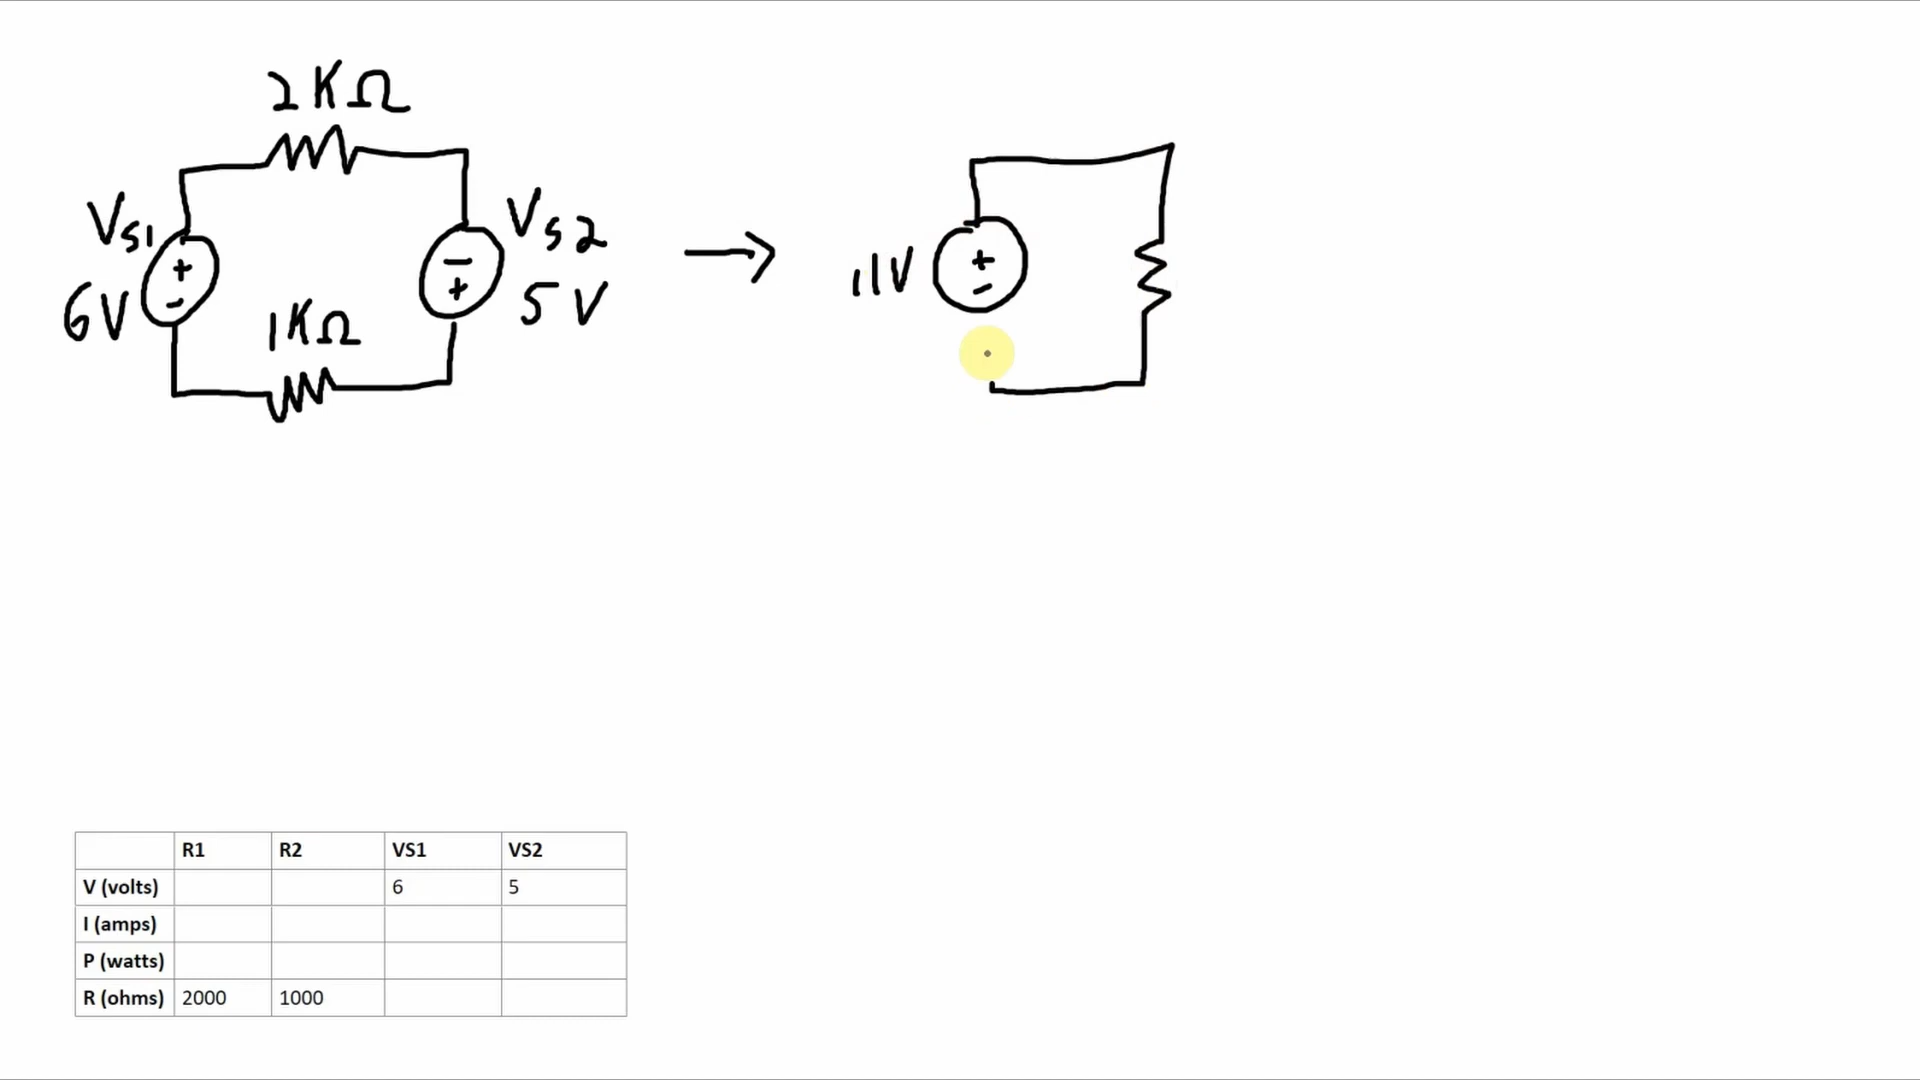 2KΩ
VS1
6V
+
-
-
+
VS2
5V
1KΩ
→
11V
+
-
R1 R2 VS1 VS2
V (volts) 6 5
I (amps)
P (watts)
R (ohms) 2000 1000